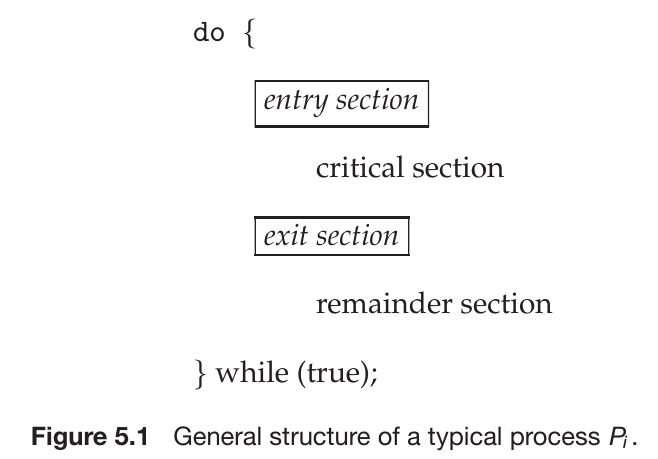 do {
entry section
critical section
exit section
remainder section
} while (true);
Figure 5.1 General structure of a typical process Pi.